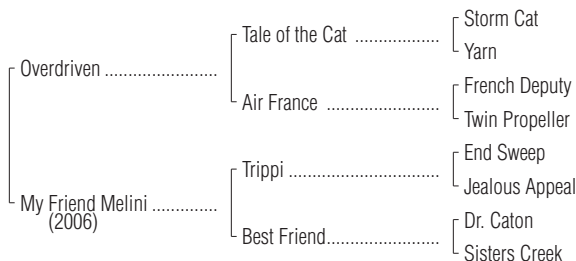 Storm Cat
Tale of the Cat ..................
Yarn
Overdriven ........................
French Deputy
Air France ........................
Twin Propeller
End Sweep
Trippi ................................
Jealous Appeal
My Friend Melini ..............
(2006)
Dr. Caton
Best Friend ........................
Sisters Creek